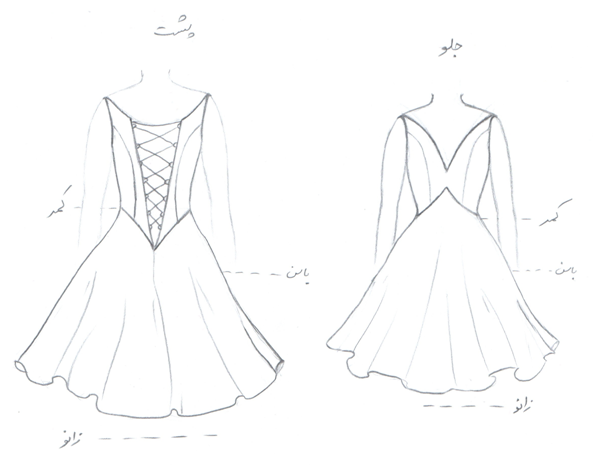 پشت
جلو
کمر
کمر
باسن
باسن
زانو
زانو